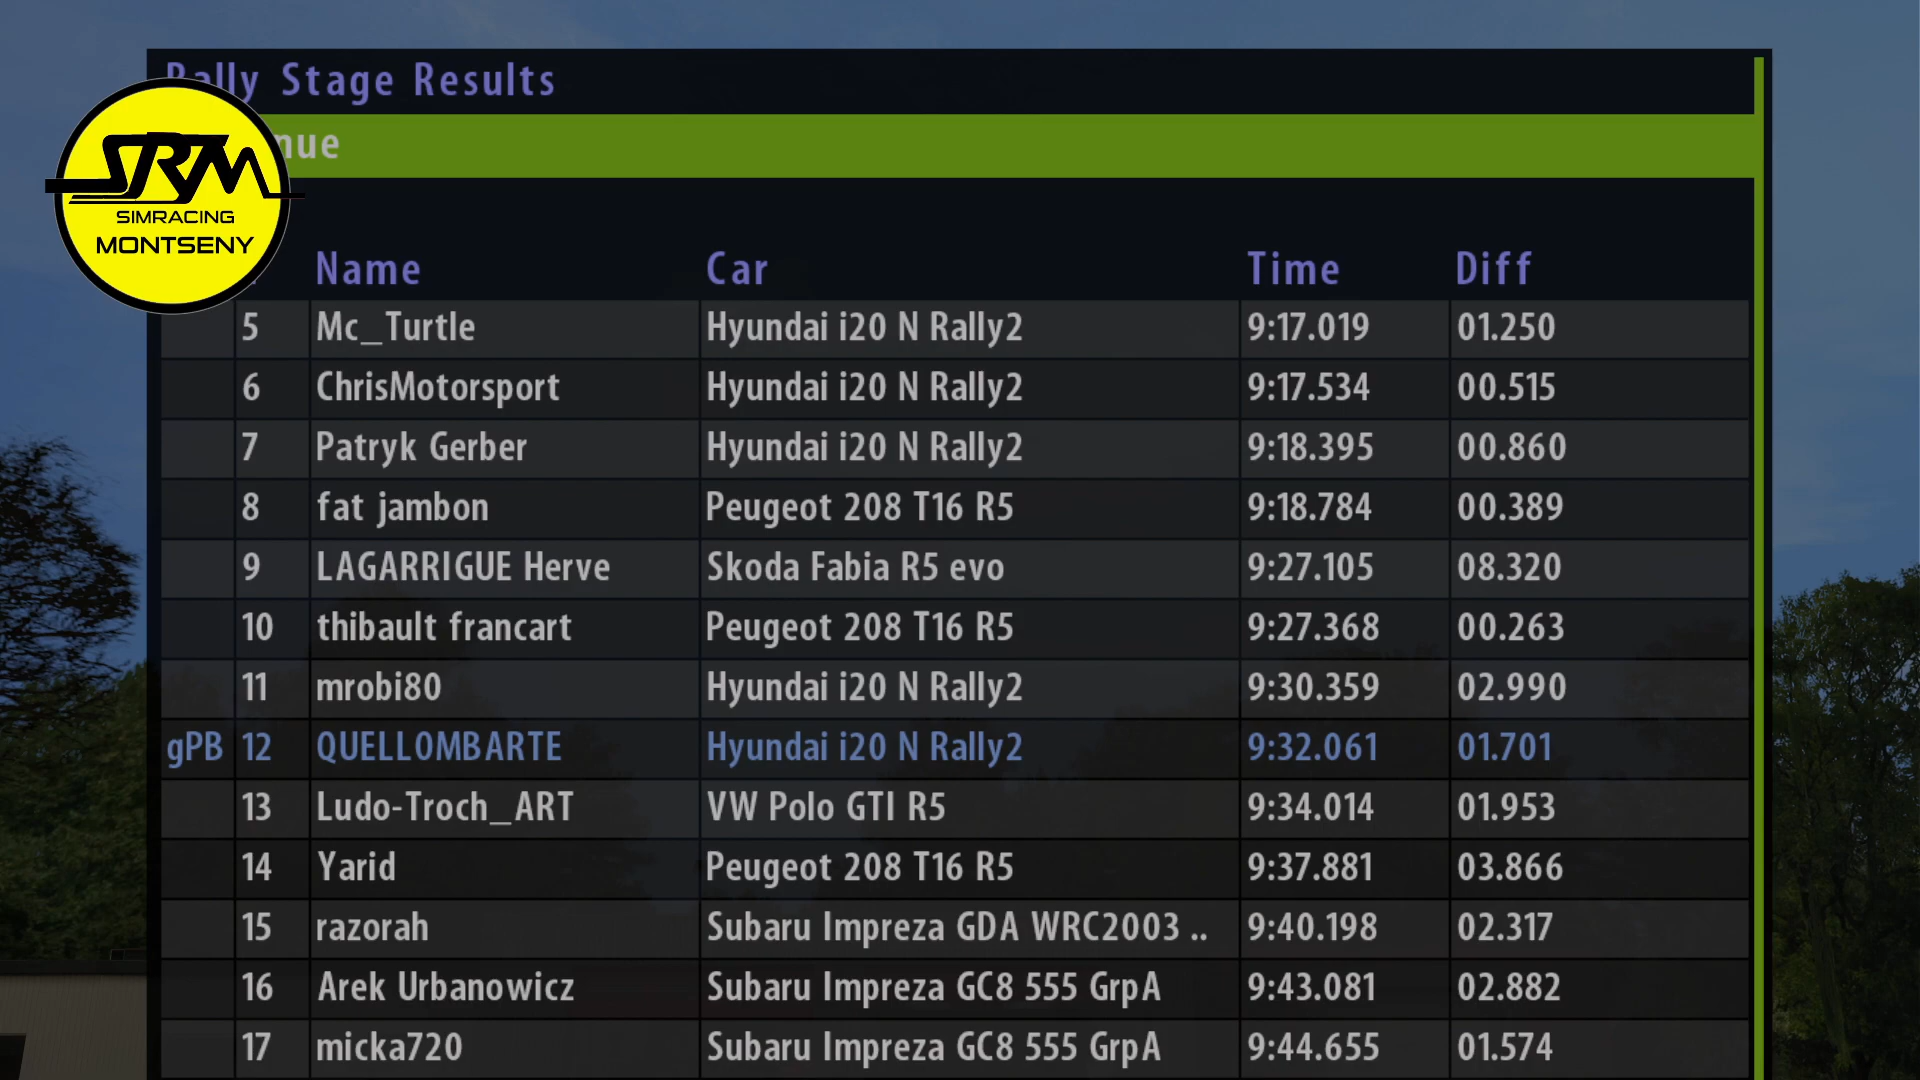 Rally Stage Results
nue
SRM
SIMRACING
MONTSENY
Name Car Time Diff
5 Mc_Turtle Hyundai i20 N Rally2 9:17.019 01.250
6 ChrisMotorsport Hyundai i20 N Rally2 9:17.534 00.515
7 Patryk Gerber Hyundai i20 N Rally2 9:18.395 00.860
8 fat jambon Peugeot 208 T16 R5 9:18.784 00.389
9 LAGARRIGUE Herve Skoda Fabia R5 evo 9:27.105 08.320
10 thibault francart Peugeot 208 T16 R5 9:27.368 00.263
11 mrobi80 Hyundai i20 N Rally2 9:30.359 02.990
gPB 12 QUELLOMBARTE Hyundai i20 N Rally2 9:32.061 01.701
13 Ludo-Troch_ART VW Polo GTI R5 9:34.014 01.953
14 Yarid Peugeot 208 T16 R5 9:37.881 03.866
15 razorah Subaru Impreza GDA WRC2003 .. 9:40.198 02.317
16 Arek Urbanowicz Subaru Impreza GC8 555 GrpA 9:43.081 02.882
17 micka720 Subaru Impreza GC8 555 GrpA 9:44.655 01.574